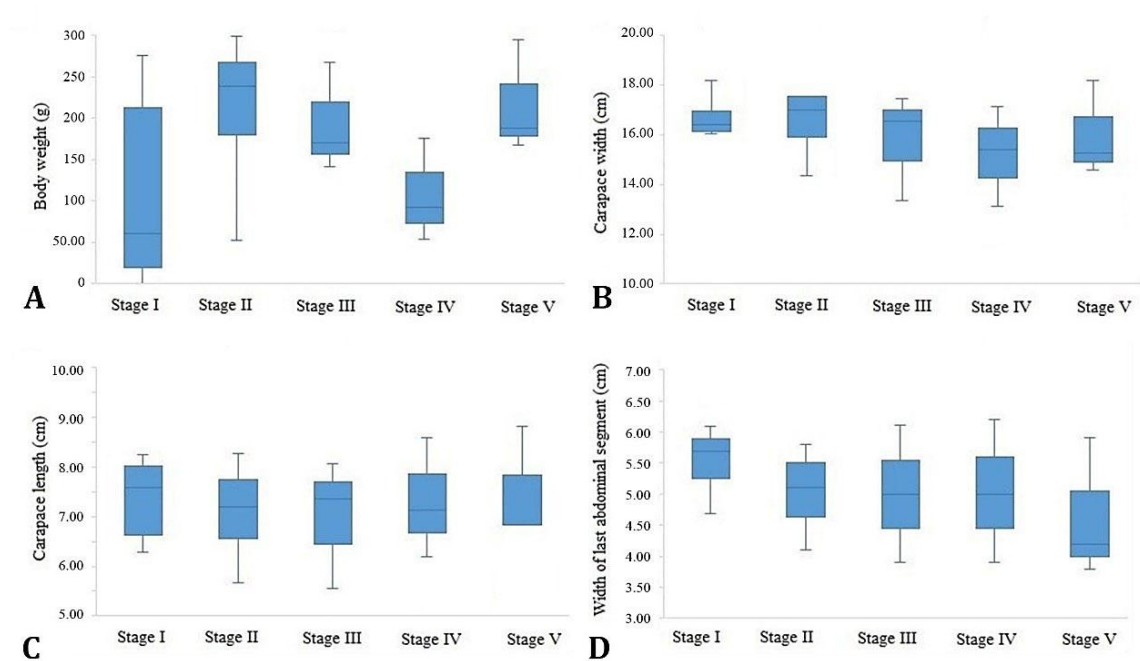 Body weight (g)
300
250
200
150
100
50.00
0
Stage I
Stage II
Stage III
Stage IV
Stage V
A
Carapace width (cm)
20.00
18.00
16.00
14.00
12.00
10.00
Stage I
Stage II
Stage III
Stage IV
Stage V
B
Carapace length (cm)
10.00
9.00
8.00
7.00
6.00
5.00
Stage I
Stage II
Stage III
Stage IV
Stage V
C
Width of last abdominal segment (cm)
7.00
6.50
6.00
5.50
5.00
4.50
4.00
3.50
3.00
Stage I
Stage II
Stage III
Stage IV
Stage V
D